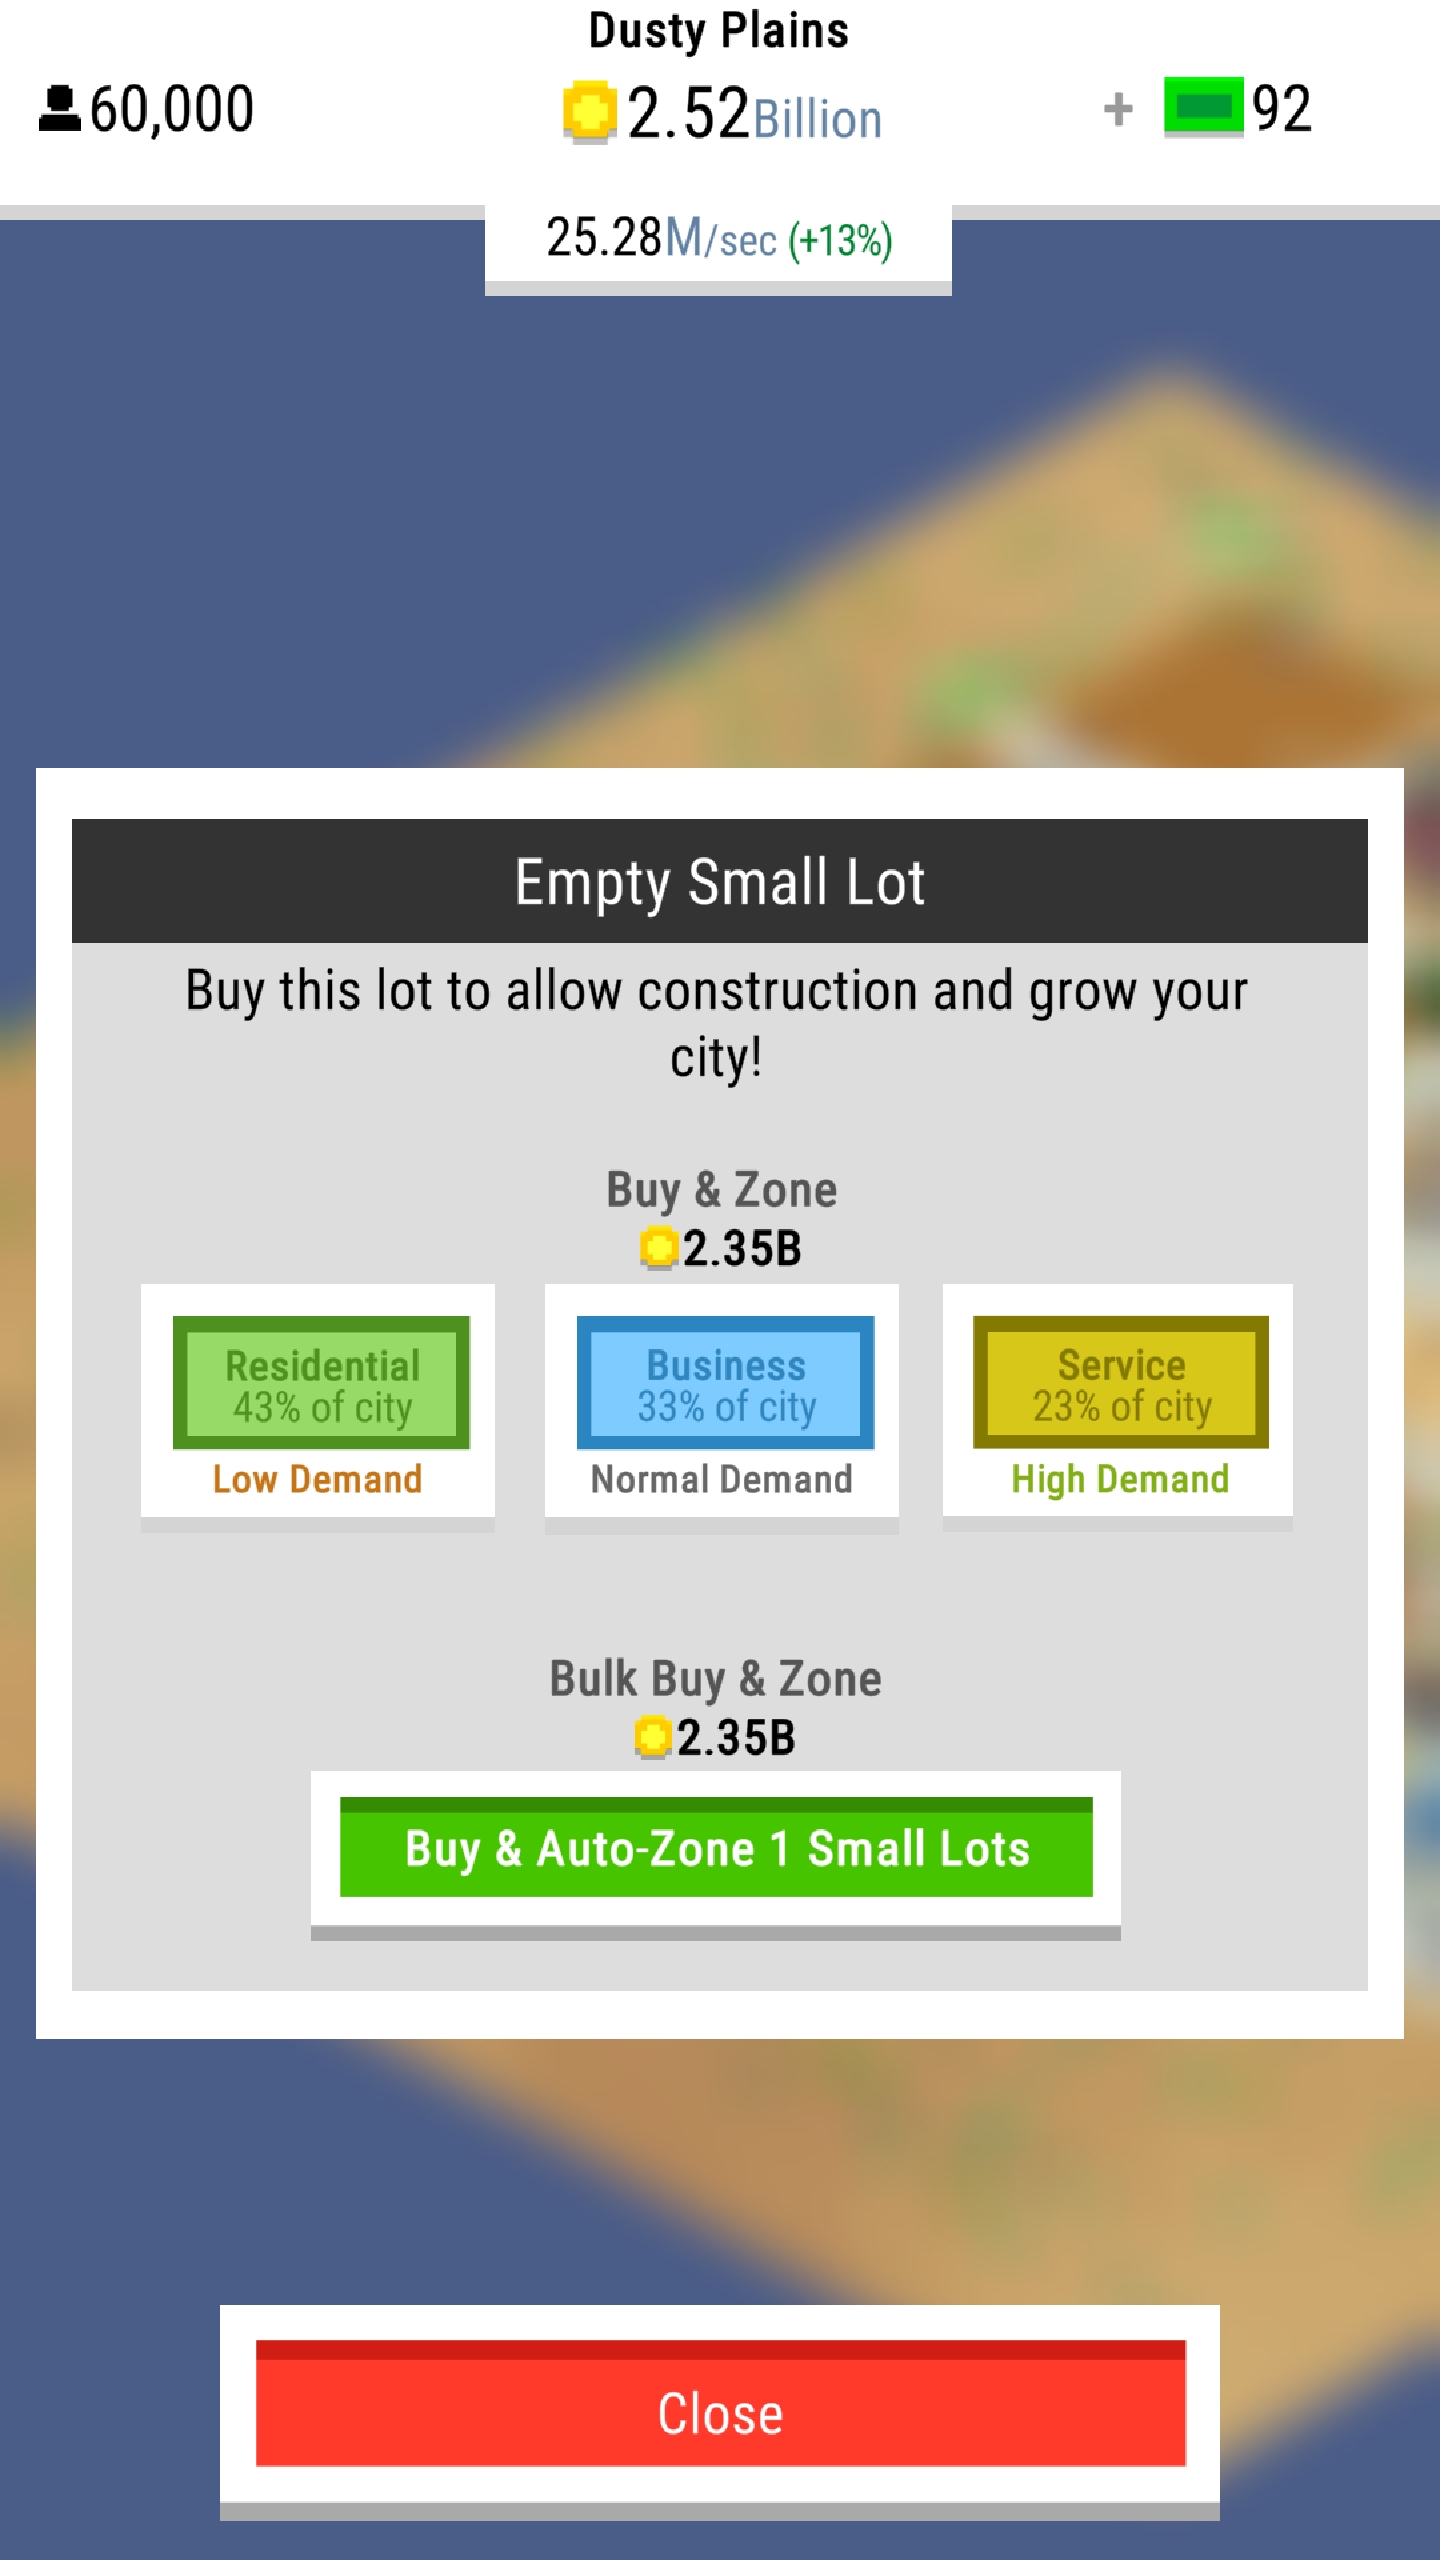 Dusty Plains
60,000
2.52Billion
+ 92
25.28M/sec (+13%)
Empty Small Lot
Buy this lot to allow construction and grow your
city!
Buy & Zone
2.35B
Residential
43% of city
Low Demand
Business
33% of city
Normal Demand
Service
23% of city
High Demand
Bulk Buy & Zone
2.35B
Buy & Auto-Zone 1 Small Lots
Close